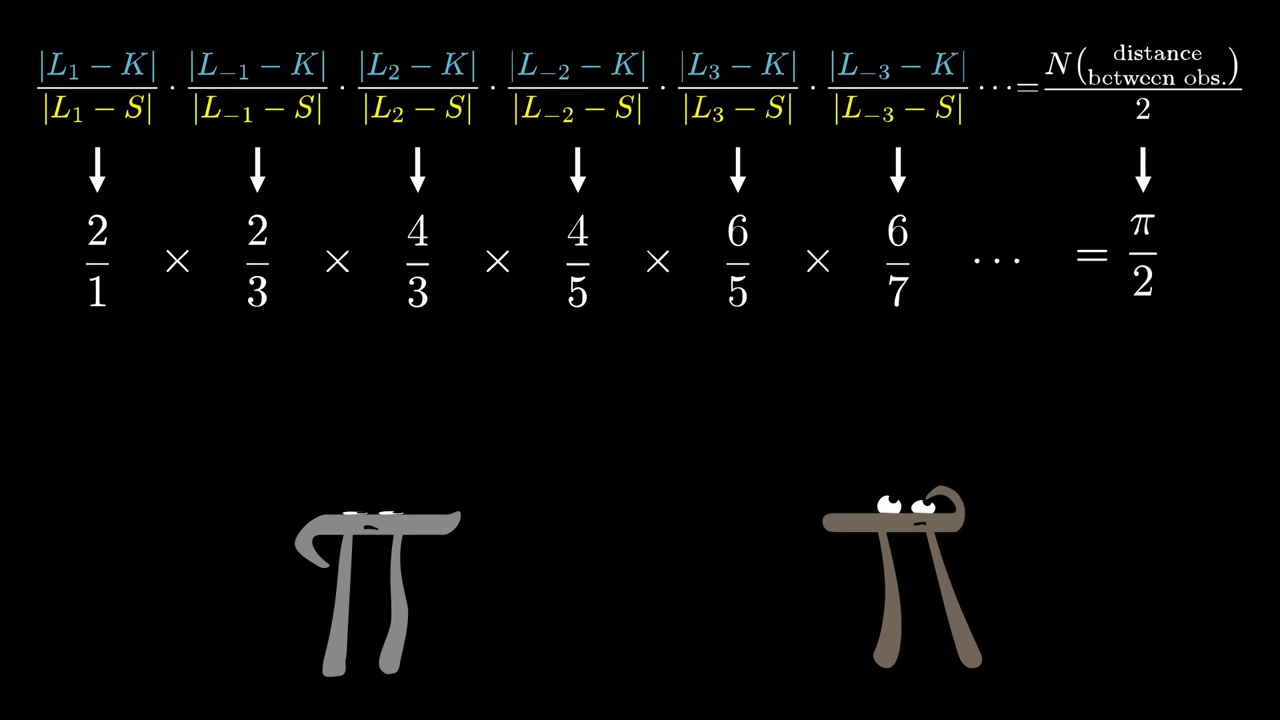 |L₁ − K| / |L₁ − S| · |L₋₁ − K| / |L₋₁ − S| · |L₂ − K| / |L₂ − S| · |L₋₂ − K| / |L₋₂ − S| · |L₃ − K| / |L₃ − S| · |L₋₃ − K| / |L₋₃ − S| ··· = N(distance between obs.) / 2
2/1 × 2/3 × 4/3 × 4/5 × 6/5 × 6/7 ··· = π/2